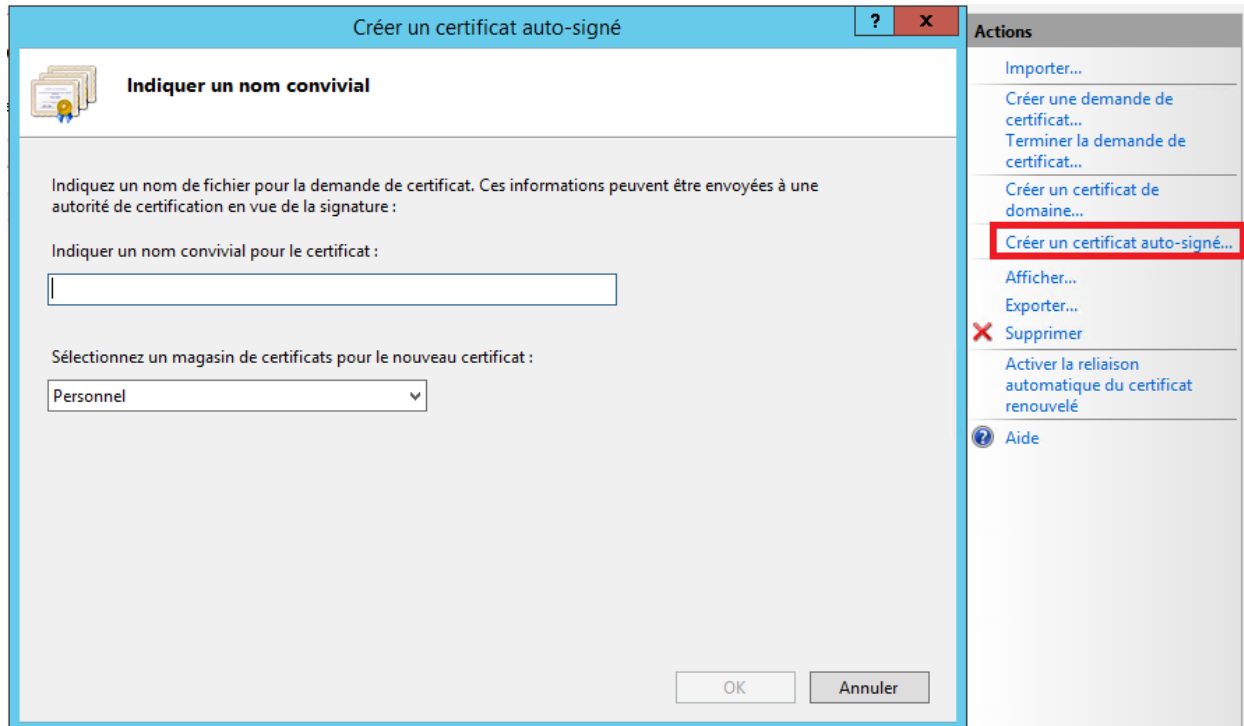 Créer un certificat auto-signé
?
x
Indiquer un nom convivial
Indiquez un nom de fichier pour la demande de certificat. Ces informations peuvent être envoyées à une
autorité de certification en vue de la signature :
Indiquer un nom convivial pour le certificat :
Sélectionnez un magasin de certificats pour le nouveau certificat :
Personnel
OK
Annuler
Actions
Importer...
Créer une demande de
certificat...
Terminer la demande de
certificat...
Créer un certificat de
domaine...
Créer un certificat auto-signé...
Afficher...
Exporter...
Supprimer
Activer la reliaison
automatique du certificat
renouvelé
?
Aide